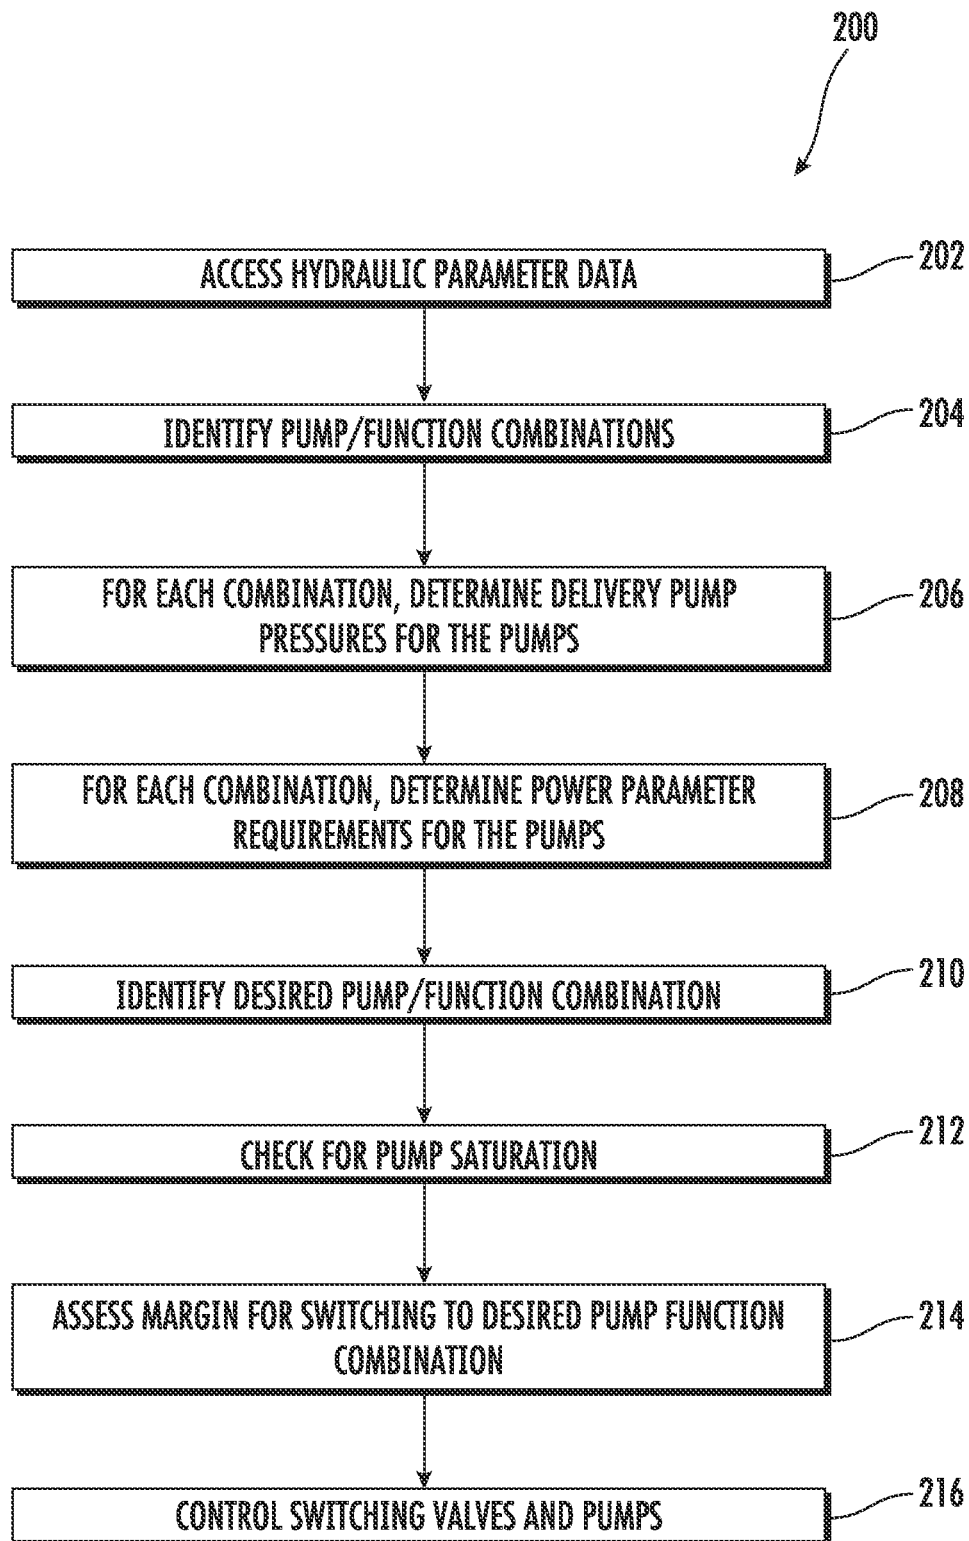 200
ACCESS HYDRAULIC PARAMETER DATA
202
IDENTIFY PUMP/FUNCTION COMBINATIONS
204
FOR EACH COMBINATION, DETERMINE DELIVERY PUMP
PRESSURES FOR THE PUMPS
206
FOR EACH COMBINATION, DETERMINE POWER PARAMETER
REQUIREMENTS FOR THE PUMPS
208
IDENTIFY DESIRED PUMP/FUNCTION COMBINATION
210
CHECK FOR PUMP SATURATION
212
ASSESS MARGIN FOR SWITCHING TO DESIRED PUMP FUNCTION
COMBINATION
214
CONTROL SWITCHING VALVES AND PUMPS
216